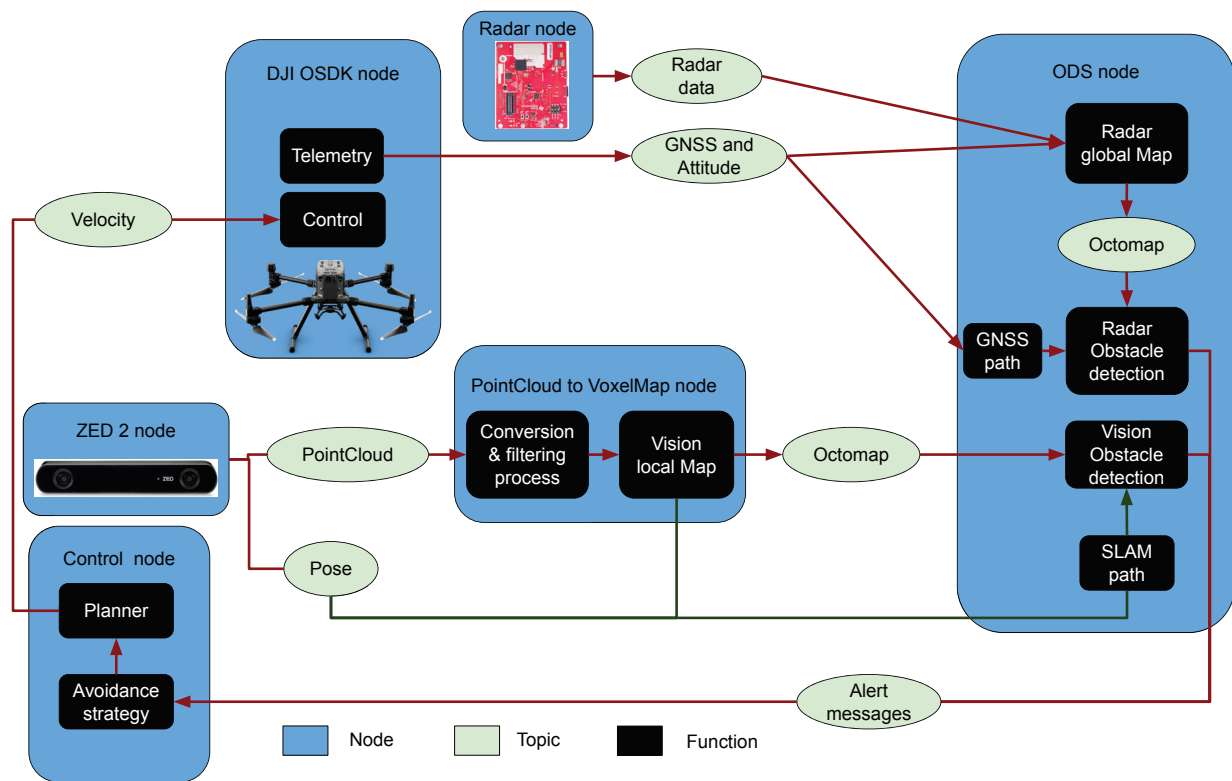 Radar node
DJI OSDK node
ODS node
Radar
data
Radar
global Map
Telemetry
GNSS and
Attitude
Velocity
Control
Octomap
GNSS
path
Radar
Obstacle
detection
PointCloud to VoxelMap node
ZED 2 node
PointCloud
Conversion
& filtering
process
Vision
local Map
Octomap
Vision
Obstacle
detection
ZED
Control  node
Pose
SLAM
path
Planner
Avoidance
strategy
Alert
messages
Node
Topic
Function